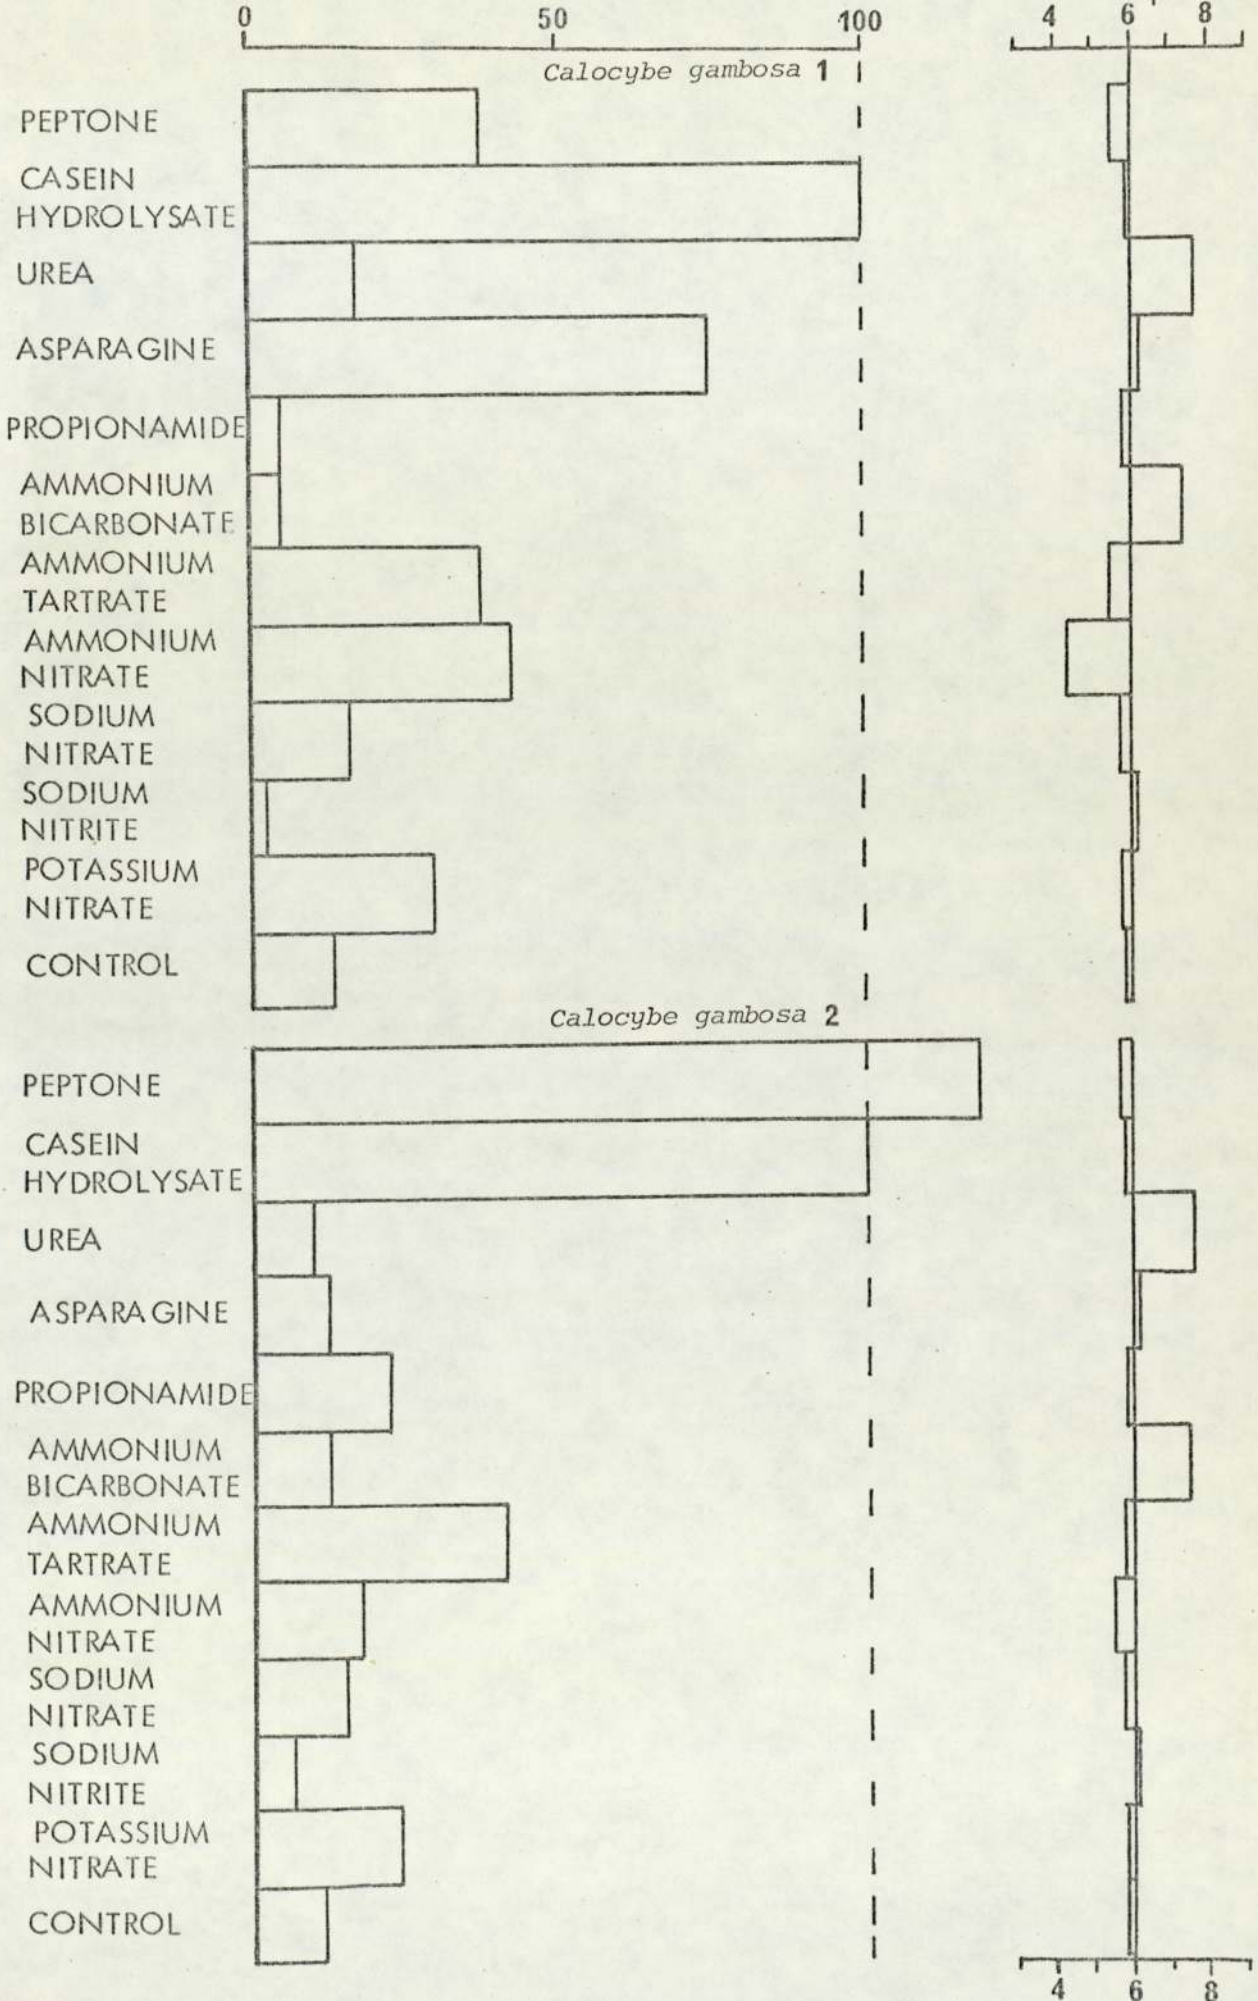 0 50 100 4 6 8
Calocybe gambosa 1
PEPTONE
CASEIN
HYDROLYSATE
UREA
ASPARAGINE
PROPIONAMIDE
AMMONIUM
BICARBONATE
AMMONIUM
TARTRATE
AMMONIUM
NITRATE
SODIUM
NITRATE
SODIUM
NITRITE
POTASSIUM
NITRATE
CONTROL
Calocybe gambosa 2
PEPTONE
CASEIN
HYDROLYSATE
UREA
ASPARAGINE
PROPIONAMIDE
AMMONIUM
BICARBONATE
AMMONIUM
TARTRATE
AMMONIUM
NITRATE
SODIUM
NITRATE
SODIUM
NITRITE
POTASSIUM
NITRATE
CONTROL
4 6 8